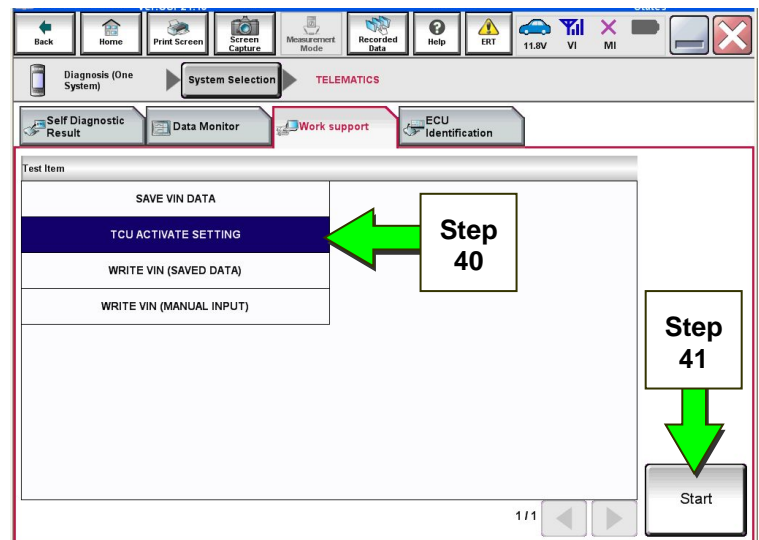 Back
Home
Print Screen
Screen
Capture
Measurement
Mode
Recorded
Data
Help
ERT
11.8V
VI
MI
Diagnosis (One
System)
System Selection
TELEMATICS
Self Diagnostic
Result
Data Monitor
Work support
ECU
Identification
Test Item
SAVE VIN DATA
TCU ACTIVATE SETTING
WRITE VIN (SAVED DATA)
WRITE VIN (MANUAL INPUT)
Step
40
Step
41
Start
1/1